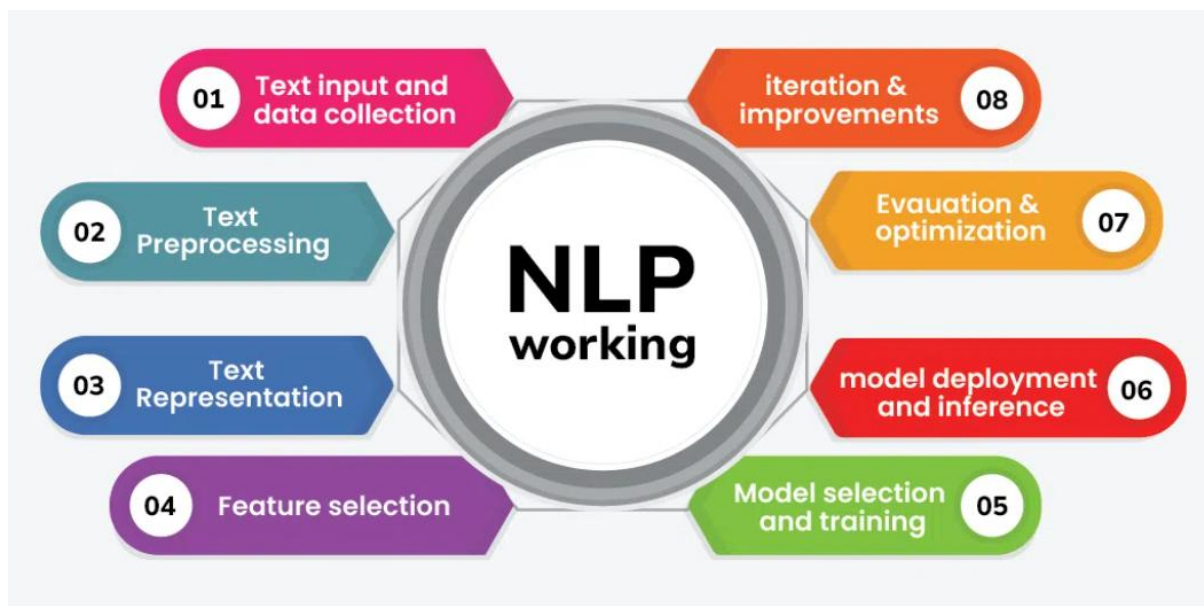 01
Text input and
data collection
02
Text
Preprocessing
03
Text
Representation
04
Feature selection
NLP
working
iteration &
improvements
08
Evauation &
optimization
07
model deployment
and inference
06
Model selection
and training
05